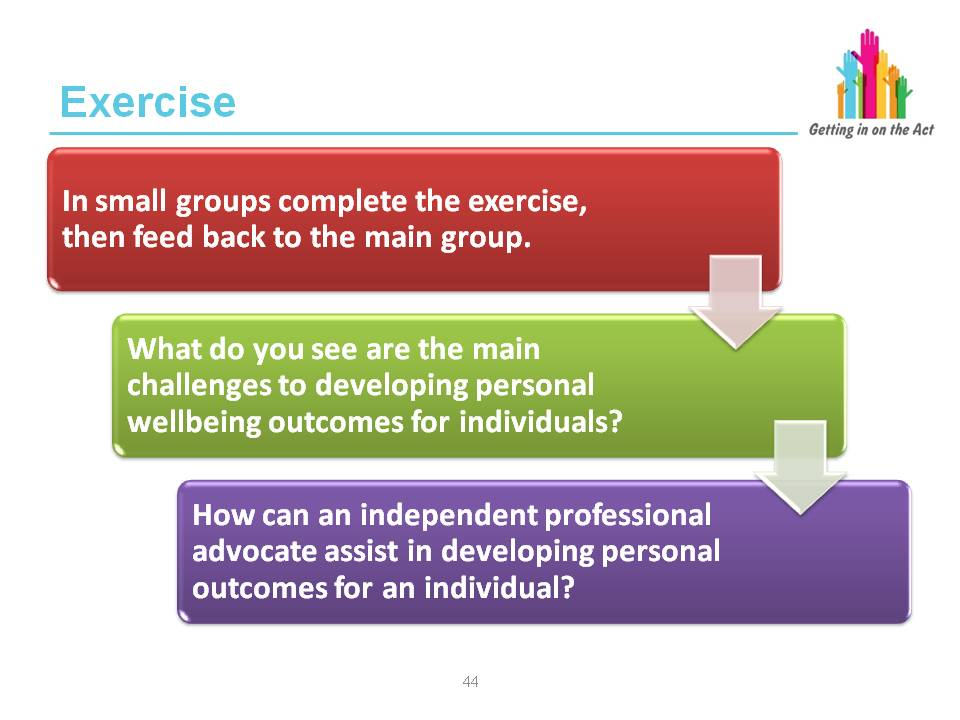 Exercise
Getting in on the Act
In small groups complete the exercise,
then feed back to the main group.
What do you see are the main
challenges to developing personal
wellbeing outcomes for individuals?
How can an independent professional
advocate assist in developing personal
outcomes for an individual?
44